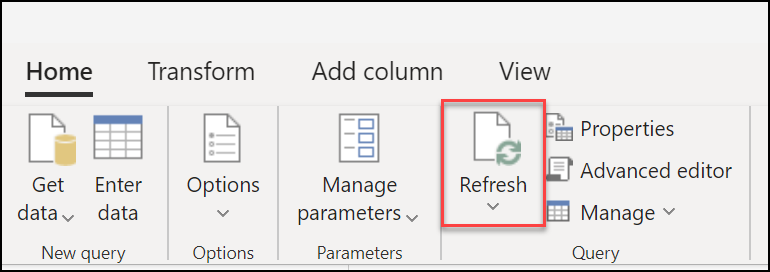 Home Transform Add column View
Get data
Enter data
Options
Manage parameters
Refresh
Properties
Advanced editor
Manage
New query Options Parameters Query